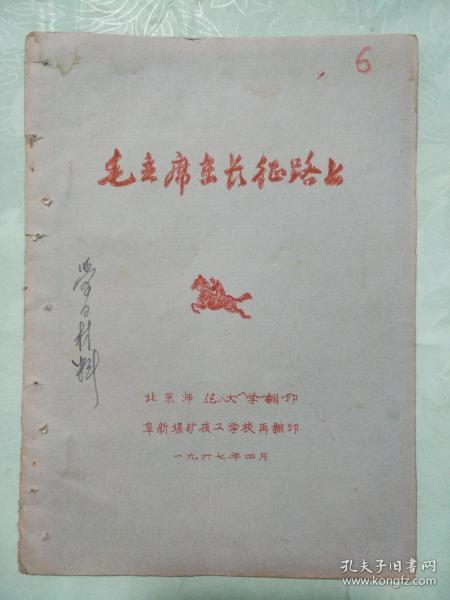 6
毛主席在长征路上
学习材料
北京师范大学翻印
阜新煤矿技工学校再翻印
一九六七年四月
孔夫子旧书网
www.kongfz.com